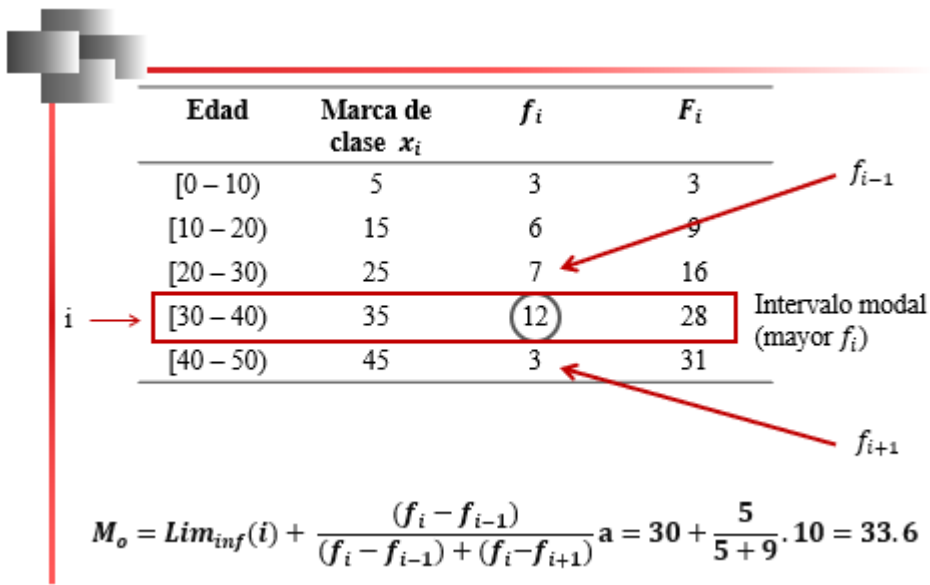 Edad Marca de clase xᵢ fᵢ Fᵢ
[0 – 10) 5 3 3
fᵢ₋₁
[10 – 20) 15 6 9
[20 – 30) 25 7 16
i [30 – 40) 35 12 28
Intervalo modal
(mayor fᵢ)
[40 – 50) 45 3 31
fᵢ₊₁
Mₒ = Lim_inf(i) + (fᵢ − fᵢ₋₁) / ((fᵢ − fᵢ₋₁) + (fᵢ−fᵢ₊₁)) a = 30 + 5 / (5 + 9) . 10 = 33.6